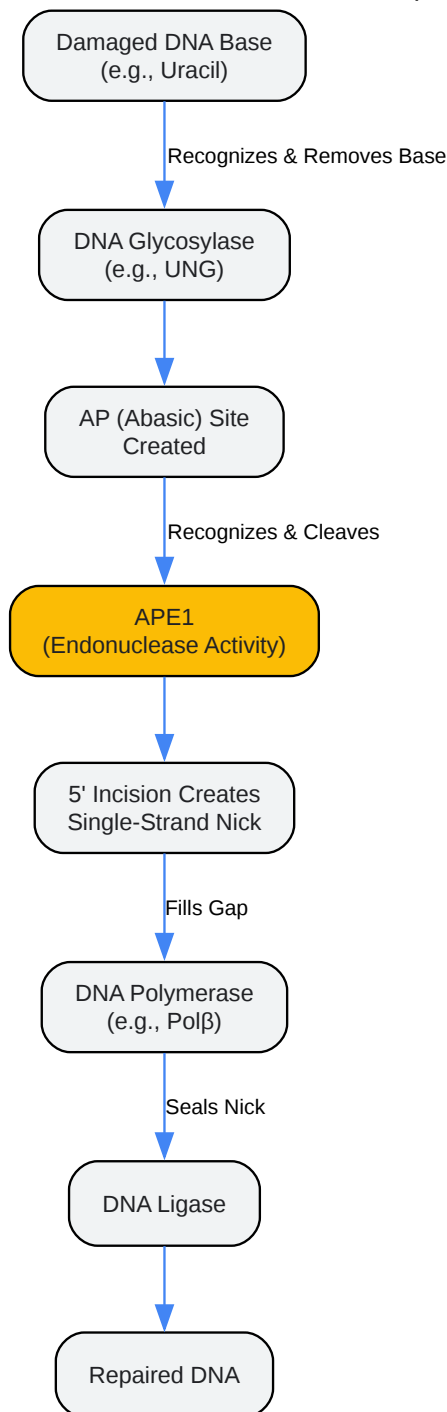 Damaged DNA Base
(e.g., Uracil)
Recognizes & Removes Base
DNA Glycosylase
(e.g., UNG)
AP (Abasic) Site
Created
Recognizes & Cleaves
APE1
(Endonuclease Activity)
5' Incision Creates
Single-Strand Nick
Fills Gap
DNA Polymerase
(e.g., Polβ)
Seals Nick
DNA Ligase
Repaired DNA